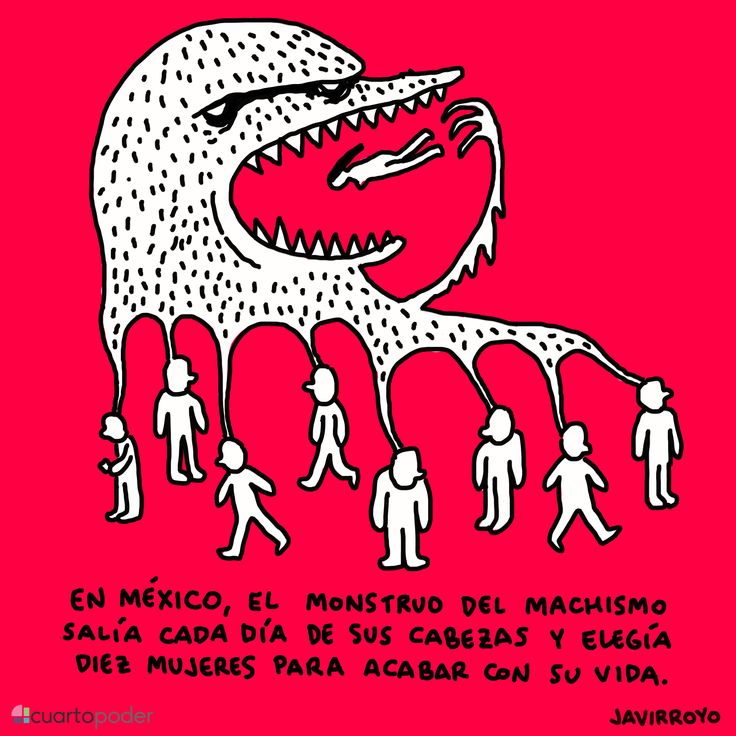 EN MÉXICO, EL MONSTRUO DEL MACHISMO
SALÍA CADA DÍA DE SUS CABEZAS Y ELEGÍA
DIEZ MUJERES PARA ACABAR CON SU VIDA.
cuartopoder
JAVIRROYO